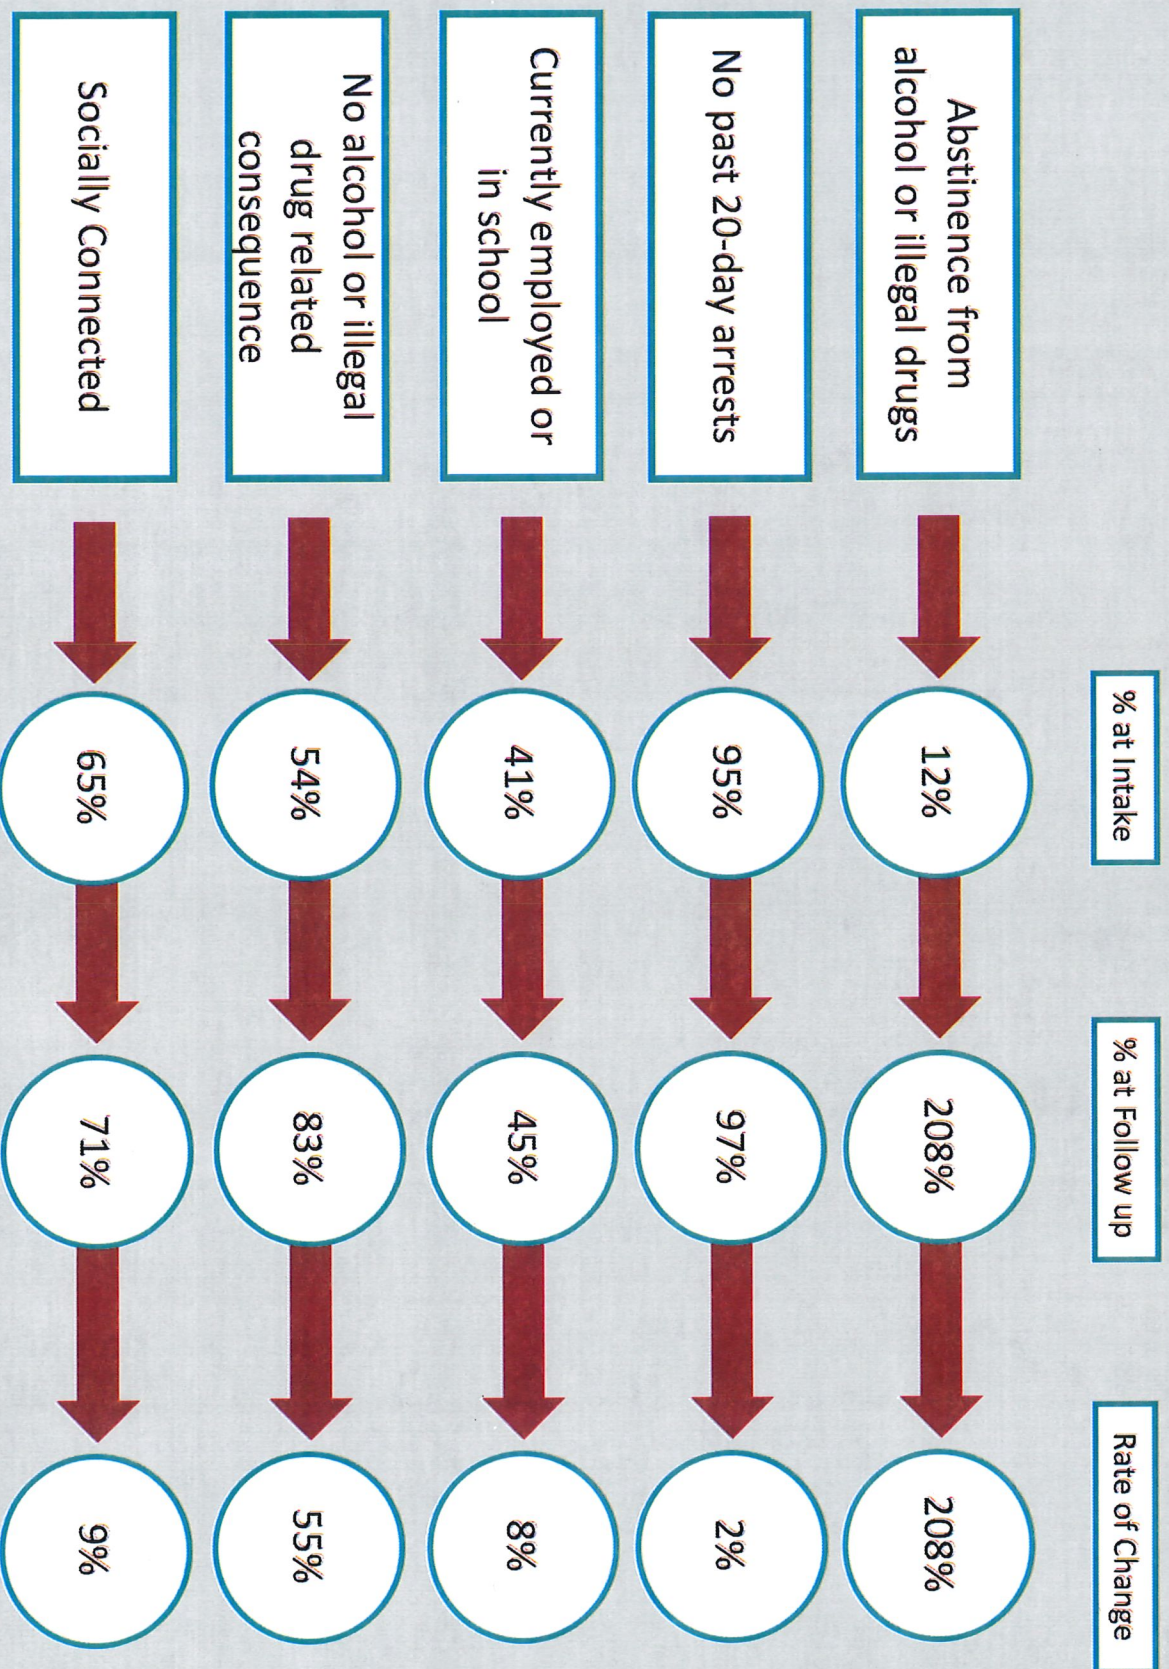 % at Intake
% at Follow up
Rate of Change
Abstinence from
alcohol or illegal drugs
12%
208%
208%
No past 20-day arrests
95%
97%
2%
Currently employed or
in school
41%
45%
8%
No alcohol or illegal
drug related
consequence
54%
83%
55%
Socially Connected
65%
71%
9%